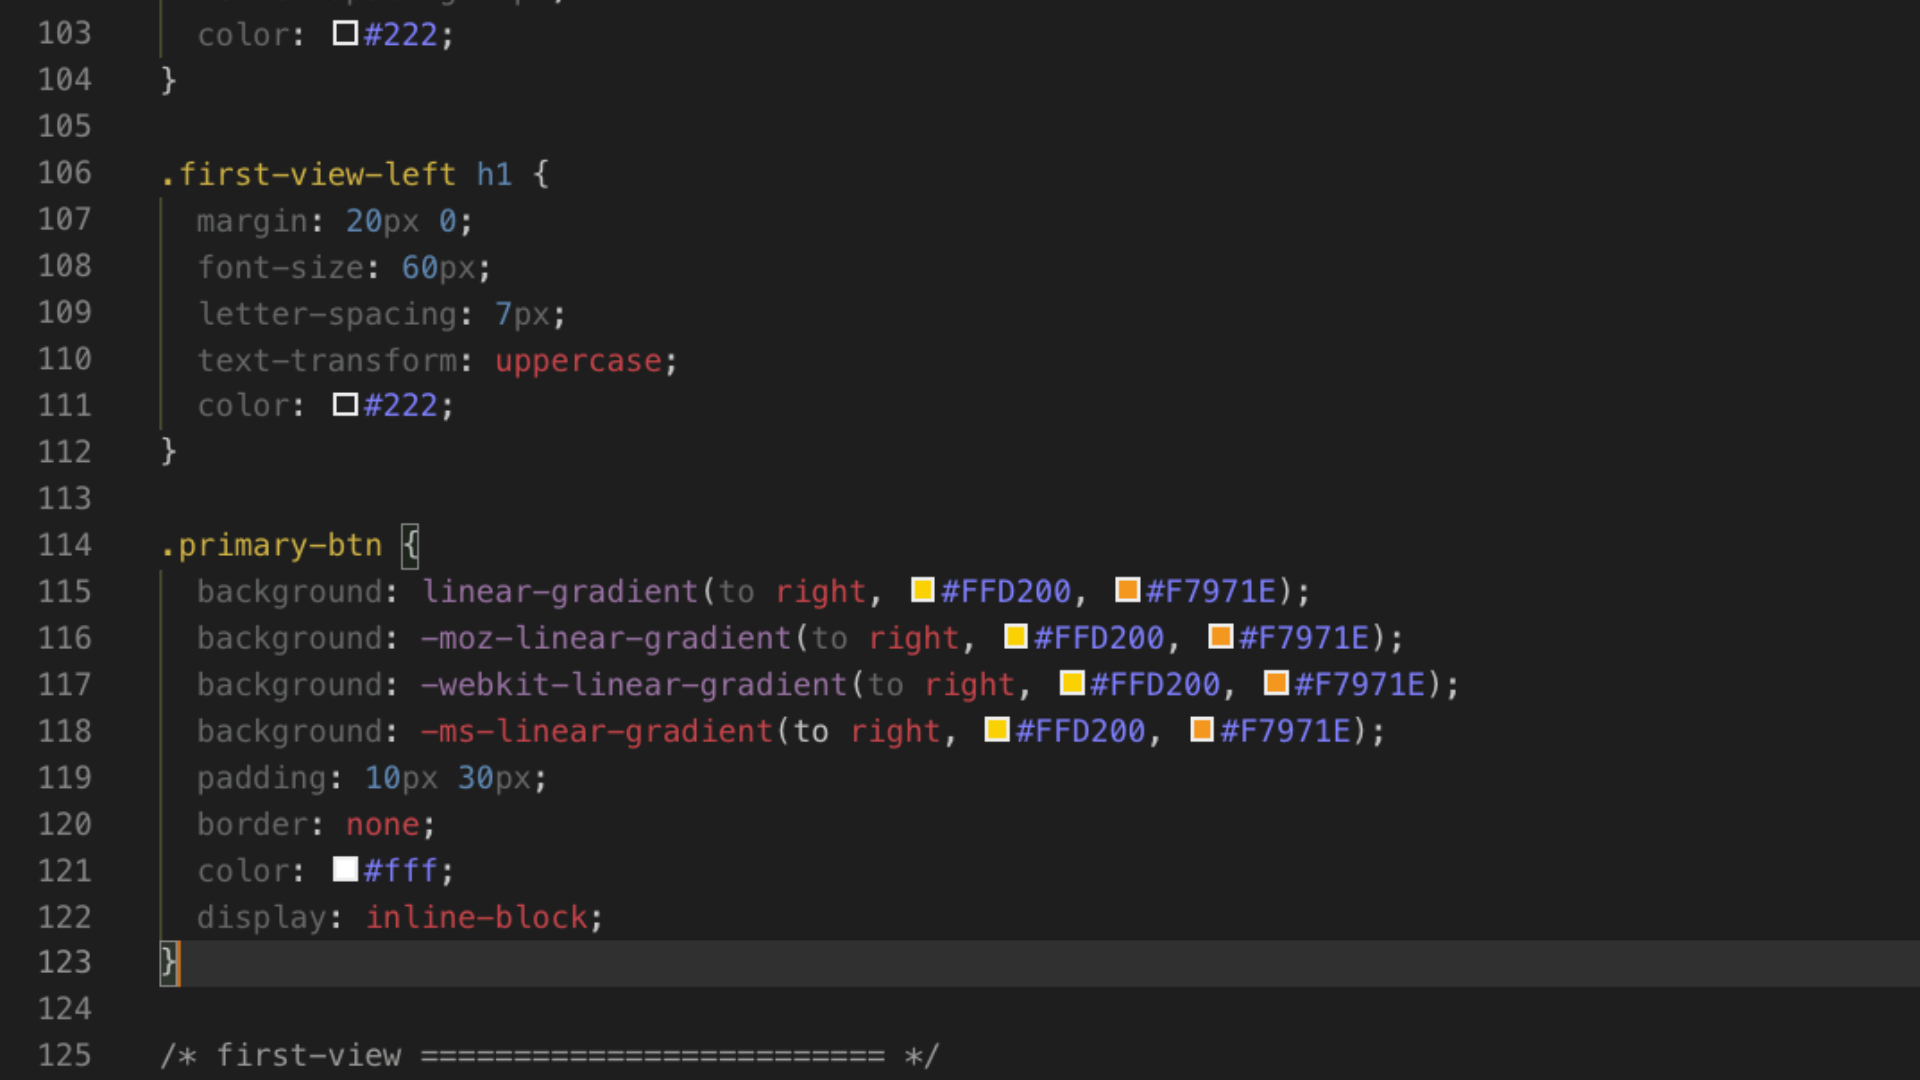 103 color: #222;
104 }
105
106 .first-view-left h1 {
107 margin: 20px 0;
108 font-size: 60px;
109 letter-spacing: 7px;
110 text-transform: uppercase;
111 color: #222;
112 }
113
114 .primary-btn {
115 background: linear-gradient(to right, #FFD200, #F7971E);
116 background: -moz-linear-gradient(to right, #FFD200, #F7971E);
117 background: -webkit-linear-gradient(to right, #FFD200, #F7971E);
118 background: -ms-linear-gradient(to right, #FFD200, #F7971E);
119 padding: 10px 30px;
120 border: none;
121 color: #fff;
122 display: inline-block;
123 }
124
125 /* first-view ========================= */